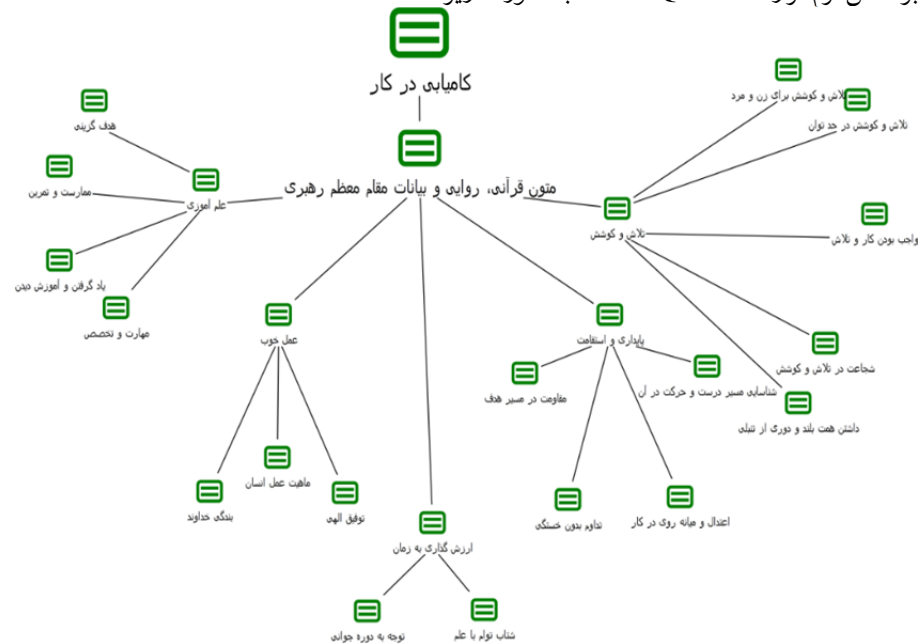 کامیابی در کار
متون قرآنی، روایی و بیانات مقام معظم رهبری
تلاش و کوشش برای زن و مرد
تلاش و کوشش در حد توان
تلاش و کوشش
واجب بودن کار و تلاش
شجاعت در تلاش و کوشش
داشتن همت بلند و دوری از تنبلی
هدف گزینی
ممارست و تمرین
علم آموزی
یاد گرفتن و آموزش دیدن
مهارت و تخصص
پایداری و استقامت
شناسایی مسیر درست و حرکت در آن
مقاومت در مسیر هدف
اعتدال و میانه روی در کار
تداوم بدون خستگی
عمل خوب
ماهیت عمل انسان
توفیق الهی
بندگی خداوند
ارزش گذاری به زمان
شتاب توام با علم
توجه به دوره جوانی